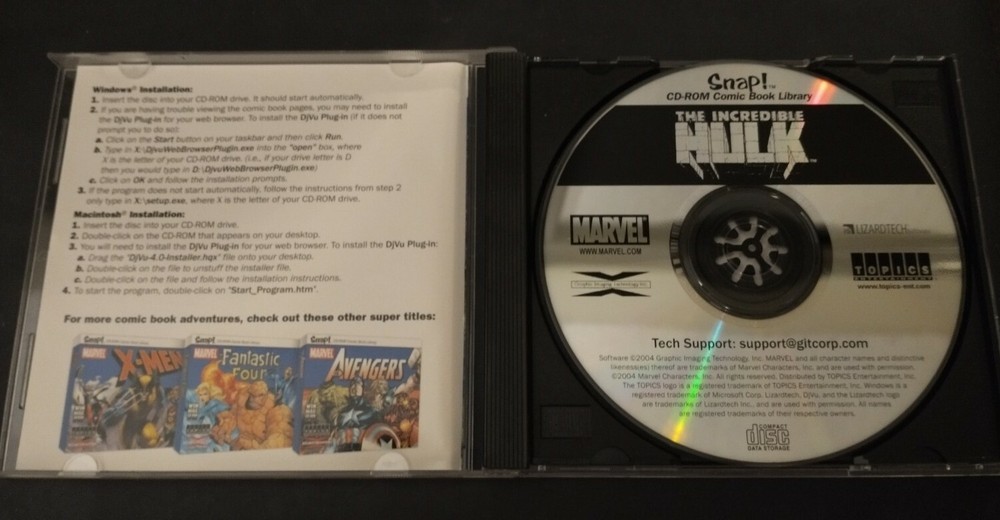 Windows® Installation:
1. Insert the disc into your CD-ROM drive. It should start automatically.
2. If you are having trouble viewing the comic book pages, you may need to install
the DjVu Plug-in for your web browser. To install the DjVu Plug-in (if it does not
prompt you to do so):
a. Click on the Start button on your taskbar and then click Run.
b. Type in X:\DjvuWebBrowserPlugin.exe into the "open" box, where
X is the letter of your CD-ROM drive. (i.e., if your drive letter is D
then you would type in D:\DjvuWebBrowserPlugin.exe)
c. Click on OK and follow the installation prompts.
3. If the program does not start automatically, follow the instructions from step 2
only type in X:\setup.exe, where X is the letter of your CD-ROM drive.
Macintosh® Installation:
1. Insert the disc into your CD-ROM drive.
2. Double-click on the CD-ROM that appears on your desktop.
3. You will need to install the DjVu Plug-in for your web browser. To install the DjVu Plug-in:
a. Drag the "DjVu-4.0-Installer.hqx" file onto your desktop.
b. Double-click on the file to unstuff the installer file.
c. Double-click on the file and follow the installation instructions.
4. To start the program, double-click on "Start_Program.htm".
For more comic book adventures, check out these other super titles:
Snap!
MARVEL
X-MEN
Snap!
MARVEL
Fantastic
Four
Snap!
MARVEL
AVENGERS
Snap!™
CD-ROM Comic Book Library
THE INCREDIBLE
HULK™
MARVEL
WWW.MARVEL.COM
Graphic Imaging Technology, Inc.
LIZARDTECH
TOPICS
ENTERTAINMENT
www.topics-ent.com
Tech Support: support@gitcorp.com
Software ©2004 Graphic Imaging Technology, Inc. MARVEL and all character names and distinctive
likeness(es) thereof are trademarks of Marvel Characters, Inc. and are used with permission.
©2004 Marvel Characters, Inc. All rights reserved. Distributed by TOPICS Entertainment, Inc.
The TOPICS logo is a registered trademark of TOPICS Entertainment, Inc. Windows is a
registered trademark of Microsoft Corp. Lizardtech, DjVu, and the Lizardtech logo
are trademarks of Lizardtech Inc., and are used with permission. All names
are registered trademarks of their respective owners.
COMPACT
disc
DATA STORAGE